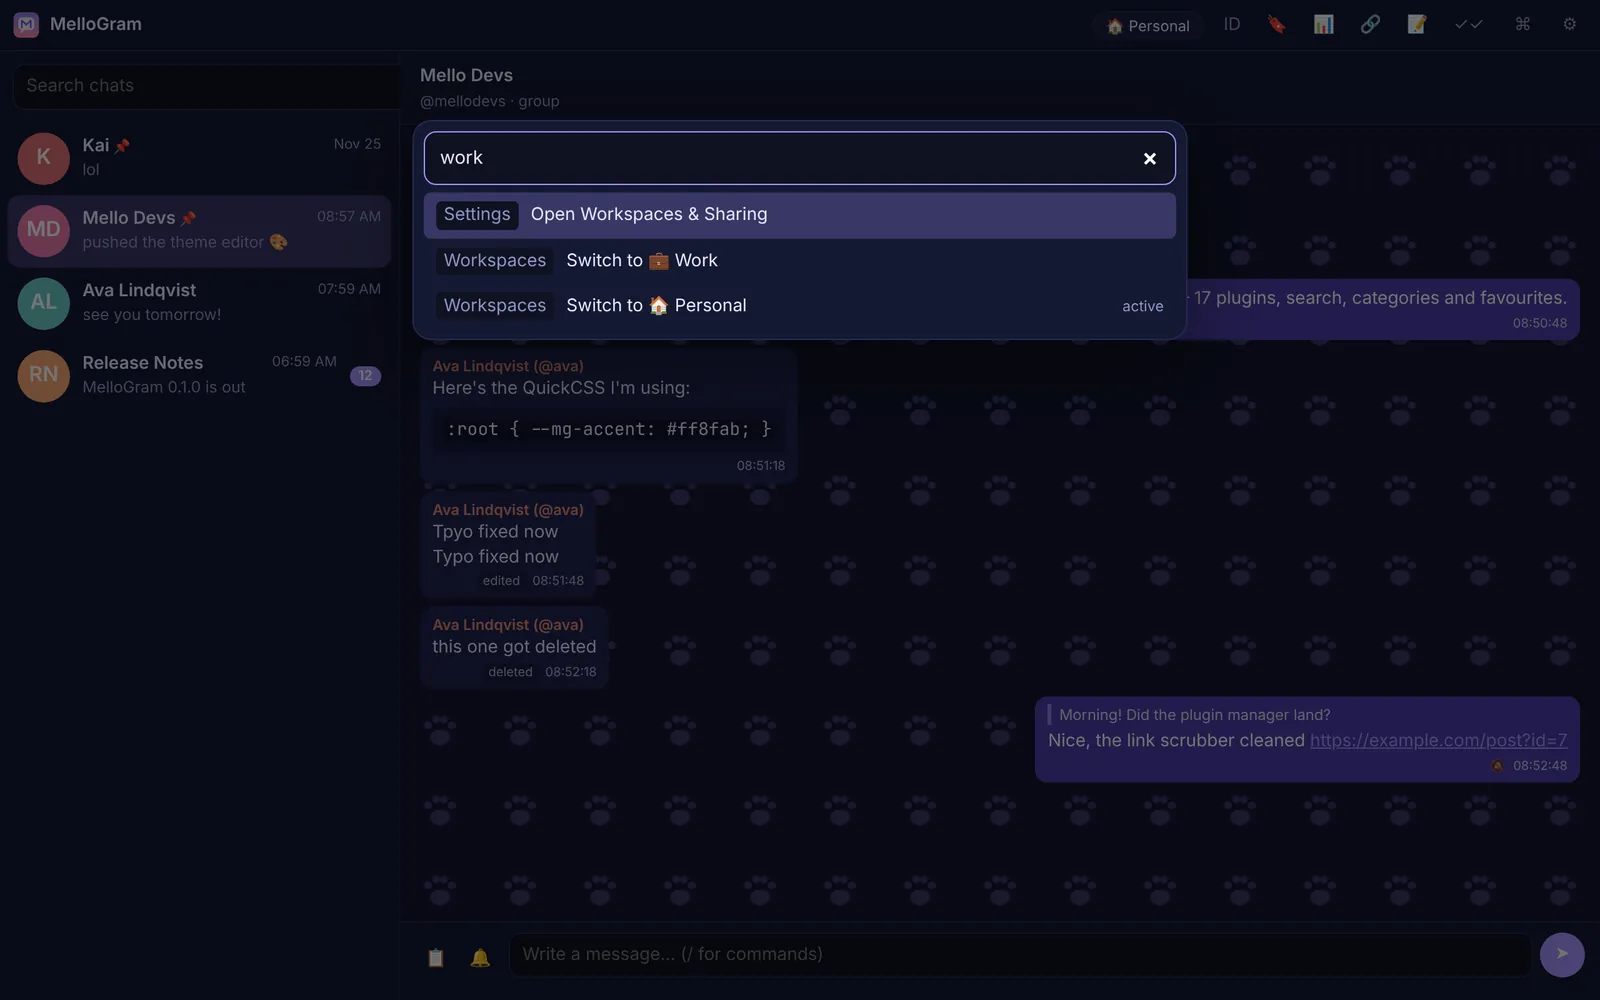 MelloGram
🏠 Personal
ID
Search chats
Kai 📌
Nov 25
K
lol
Mello Devs 📌
08:57 AM
MD
pushed the theme editor 🎨
Ava Lindqvist
07:59 AM
AL
see you tomorrow!
Release Notes
06:59 AM
RN
MelloGram 0.1.0 is out
12
Mello Devs
@mellodevs · group
work
Settings Open Workspaces & Sharing
Workspaces Switch to 💼 Work
Workspaces Switch to 🏠 Personal
active
17 plugins, search, categories and favourites.
08:50:48
Ava Lindqvist (@ava)
Here's the QuickCSS I'm using:
:root { --mg-accent: #ff8fab; }
08:51:18
Ava Lindqvist (@ava)
Tpyo fixed now
Typo fixed now
edited 08:51:48
Ava Lindqvist (@ava)
this one got deleted
deleted 08:52:18
Morning! Did the plugin manager land?
Nice, the link scrubber cleaned https://example.com/post?id=7
08:52:48
Write a message... (/ for commands)